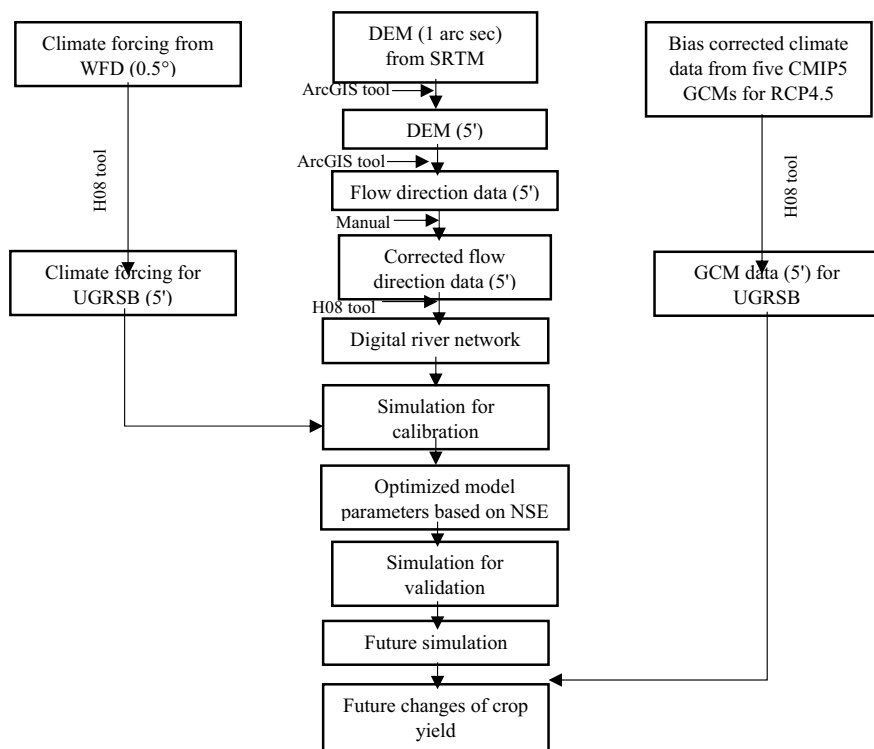 Climate forcing from
WFD (0.5°)
DEM (1 arc sec)
from SRTM
Bias corrected climate
data from five CMIP5
GCMs for RCP4.5
ArcGIS tool
DEM (5')
ArcGIS tool
Flow direction data (5')
H08 tool
H08 tool
Manual
Corrected flow
direction data (5')
Climate forcing for
UGRSB (5')
GCM data (5') for
UGRSB
H08 tool
Digital river network
Simulation for
calibration
Optimized model
parameters based on NSE
Simulation for
validation
Future simulation
Future changes of crop
yield